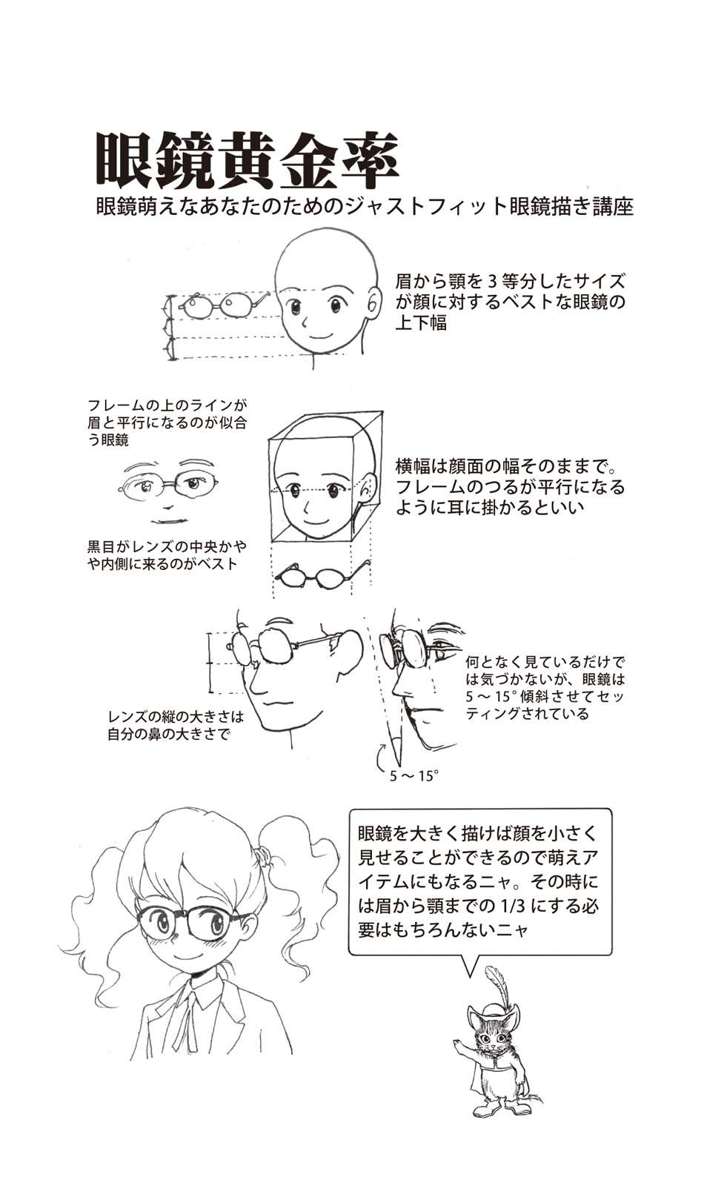 眼鏡黄金率
眼鏡萌えなあなたのためのジャストフィット眼鏡描き講座
眉から顎を3等分したサイズ
が顔に対するベストな眼鏡の
上下幅
フレームの上のラインが
眉と平行になるのが似合
う眼鏡
横幅は顔面の幅そのままで。
フレームのつるが平行になる
ように耳に掛かるといい
黒目がレンズの中央かや
や内側に来るのがベスト
何となく見ているだけで
は気づかないが、眼鏡は
5〜15°傾斜させてセッ
ティングされている
レンズの縦の大きさは
自分の鼻の大きさで
5〜15°
眼鏡を大きく描けば顔を小さく
見せることができるので萌えア
イテムにもなるニャ。その時に
は眉から顎までの1/3にする必
要はもちろんないニャ